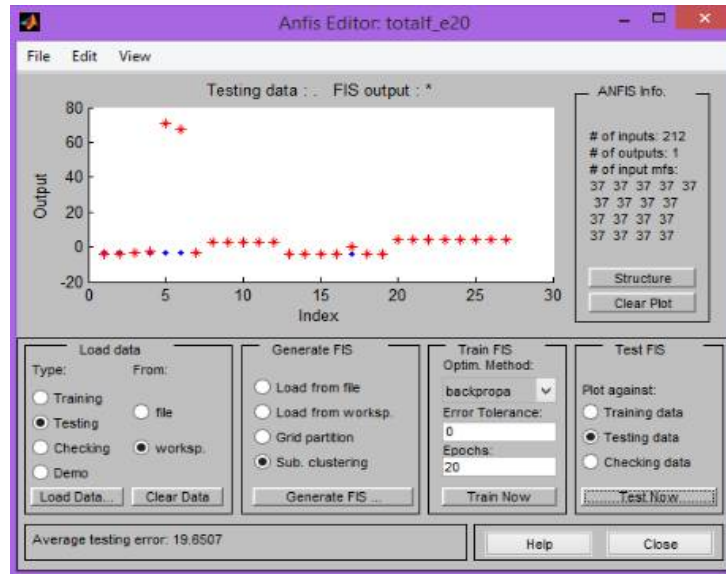 Anfis Editor: totalf_e20
File Edit View
Testing data : . FIS output : *
80
60
40
20
0
-20
Output
0 5 10 15 20 25 30
Index
ANFIS Info.
# of inputs: 212
# of outputs: 1
# of input mfs:
37 37 37 37 37
37 37 37 37
37 37 37 37
37 37 37 37
Structure
Clear Plot
Load data
Type: From:
Training
Testing
Checking
Demo
file
worksp.
Load Data... Clear Data
Generate FIS
Load from file
Load from worksp.
Grid partition
Sub. clustering
Generate FIS ...
Train FIS
Optim. Method:
backpropa
Error Tolerance:
0
Epochs:
20
Train Now
Test FIS
Plot against:
Training data
Testing data
Checking data
Test Now
Average testing error: 19.6507
Help Close